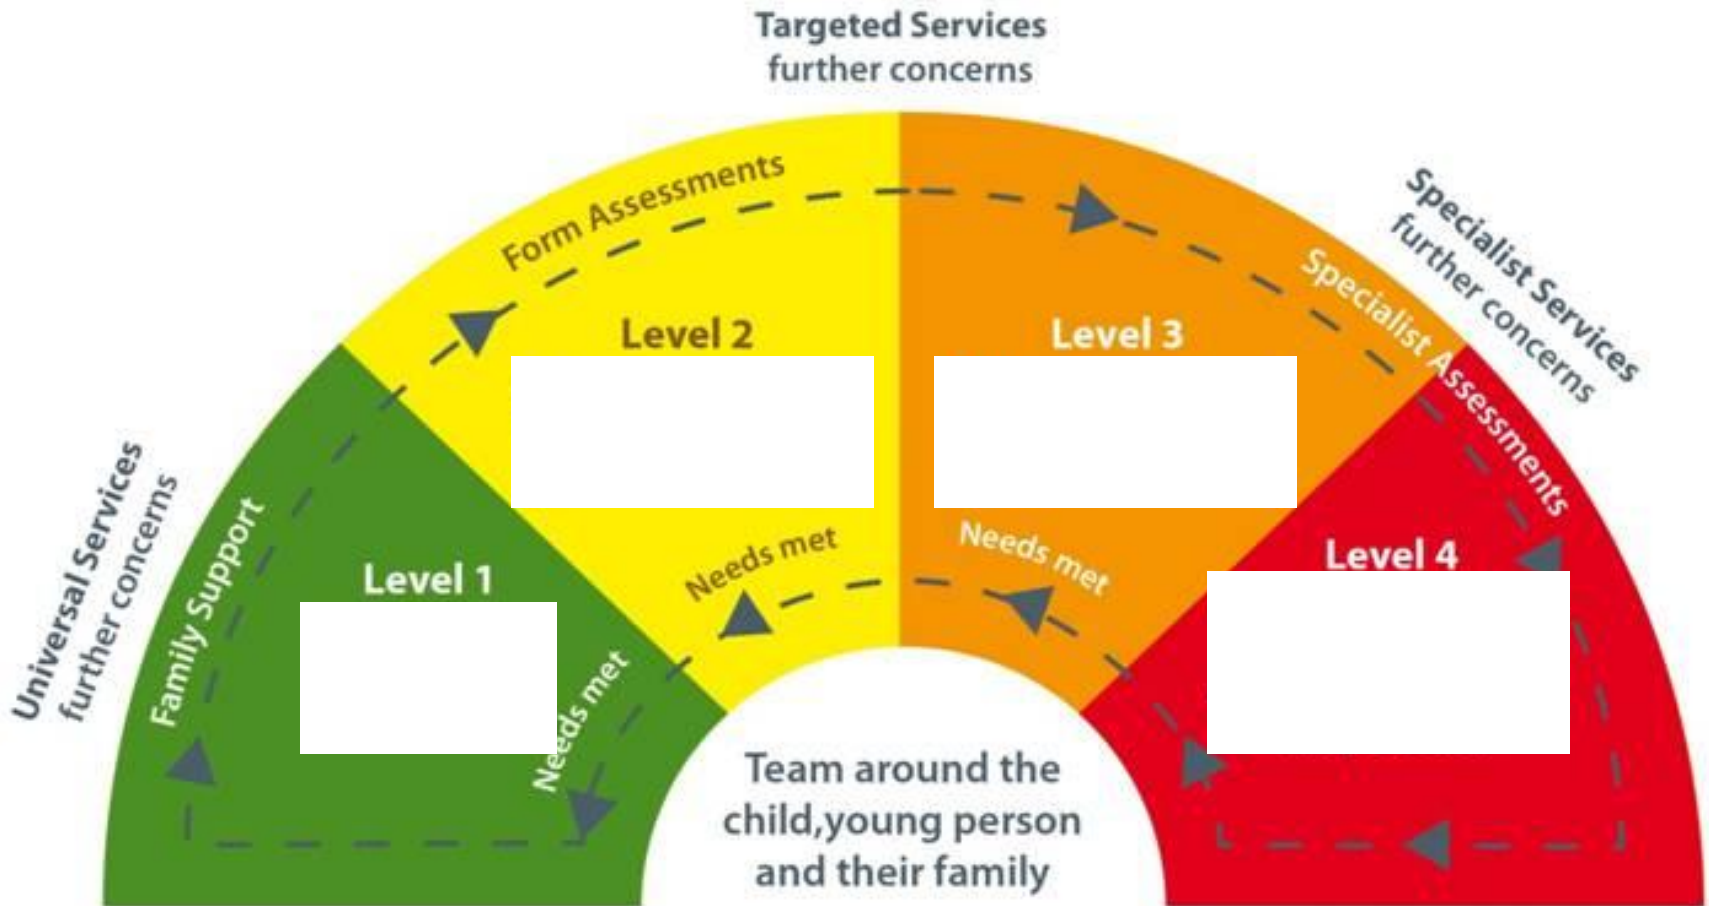 Targeted Services
further concerns
Specialist Services
further concerns
Universal Services
further concerns
Form Assessments
Specialist Assessments
Family Support
Level 2
Level 3
Level 1
Level 4
Needs met
Needs met
Needs met
Team around the
child,young person
and their family